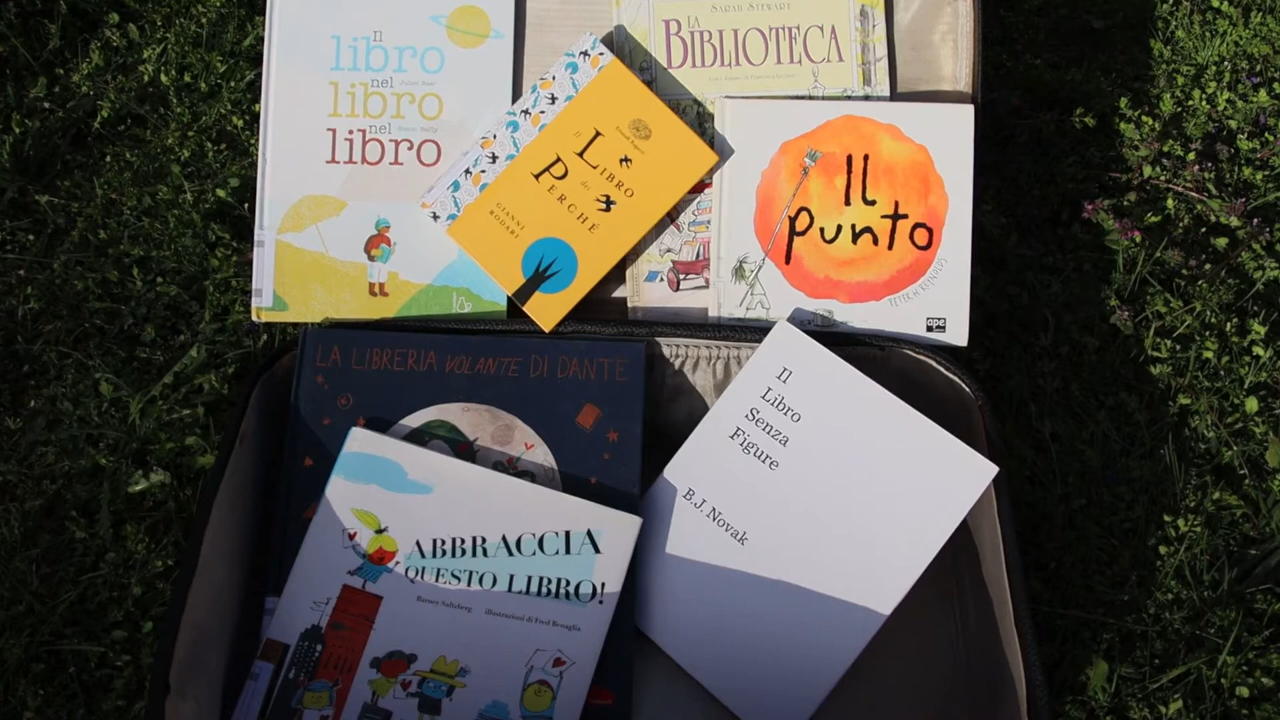 Il
libro
nel
libro
nel
libro
SARAH STEWART
LA
BIBLIOTECA
Il
LIBRO
dei
PERCHÉ
GIANNI
RODARI
Il
punto
PETER H. REYNOLDS
ape
LA LIBRERIA VOLANTE DI DANTE
Il
Libro
Senza
Figure
B.J. Novak
ABBRACCIA
QUESTO LIBRO!
Barney Saltzberg illustrazioni di Fred Benaglia